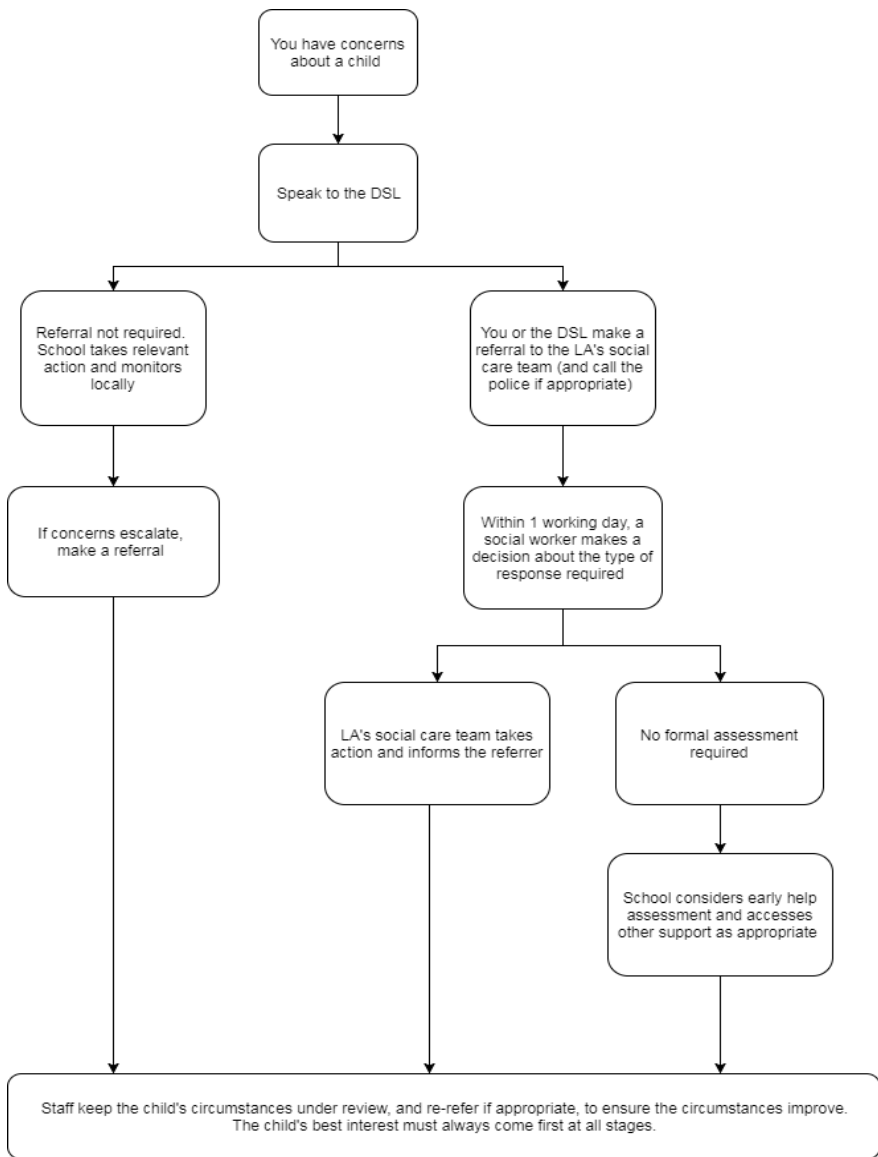 You have concerns
about a child
Speak to the DSL
Referral not required.
School takes relevant
action and monitors
locally
You or the DSL make a
referral to the LA's social
care team (and call the
police if appropriate)
If concerns escalate,
make a referral
Within 1 working day, a
social worker makes a
decision about the type of
response required
LA's social care team takes
action and informs the referrer
No formal assessment
required
School considers early help
assessment and accesses
other support as appropriate
Staff keep the child's circumstances under review, and re-refer if appropriate, to ensure the circumstances improve.
The child's best interest must always come first at all stages.